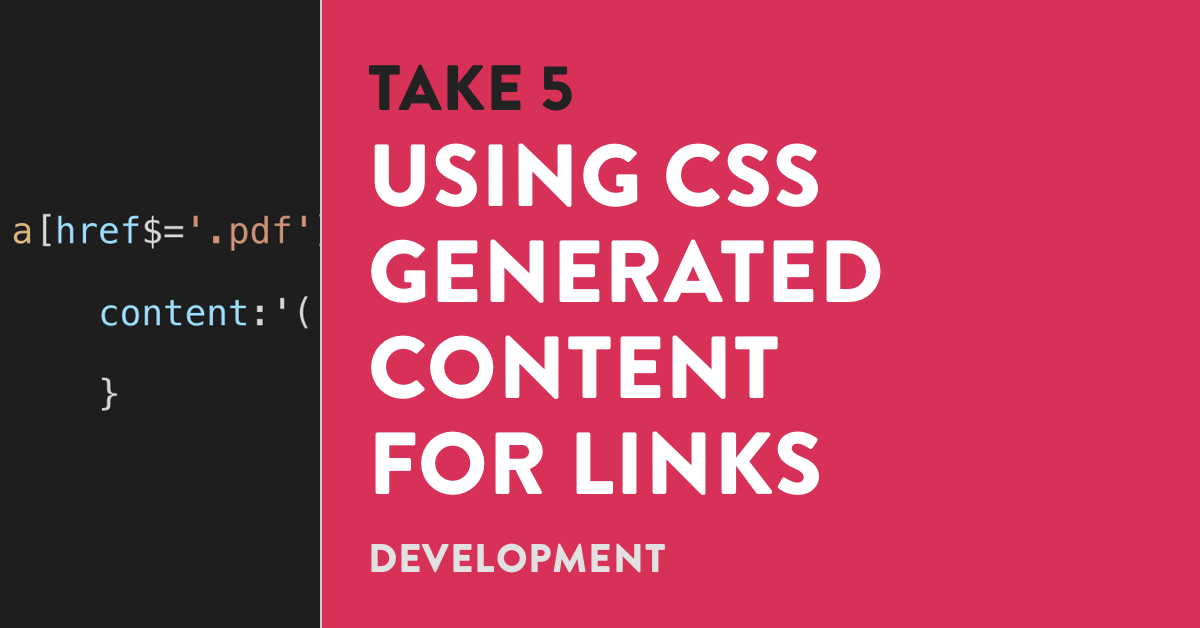 a[href$='.pdf']
content:'(
}
TAKE 5
USING CSS
GENERATED
CONTENT
FOR LINKS
DEVELOPMENT